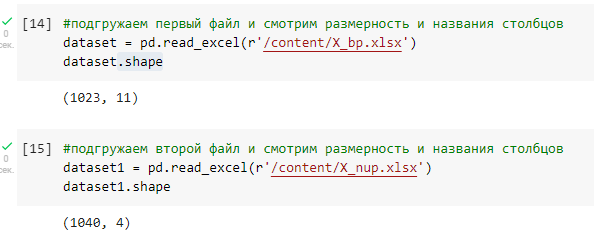 [14] #подгружаем первый файл и смотрим размерность и названия столбцов
0
сек.
dataset = pd.read_excel(r'/content/X_bp.xlsx')
dataset.shape
(1023, 11)
[15] #подгружаем второй файл и смотрим размерность и названия столбцов
0
сек.
dataset1 = pd.read_excel(r'/content/X_nup.xlsx')
dataset1.shape
(1040, 4)